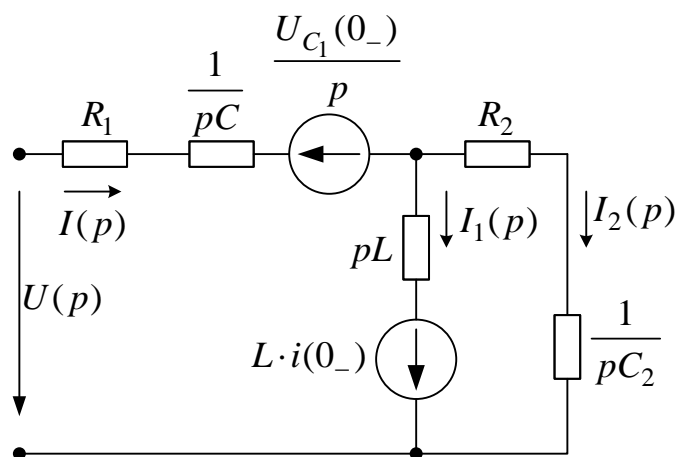 U_{C_1}(0_-)
p
1
pC
R_1
R_2
I(p)
I_1(p)
I_2(p)
pL
U(p)
L·i(0_-)
1
pC_2